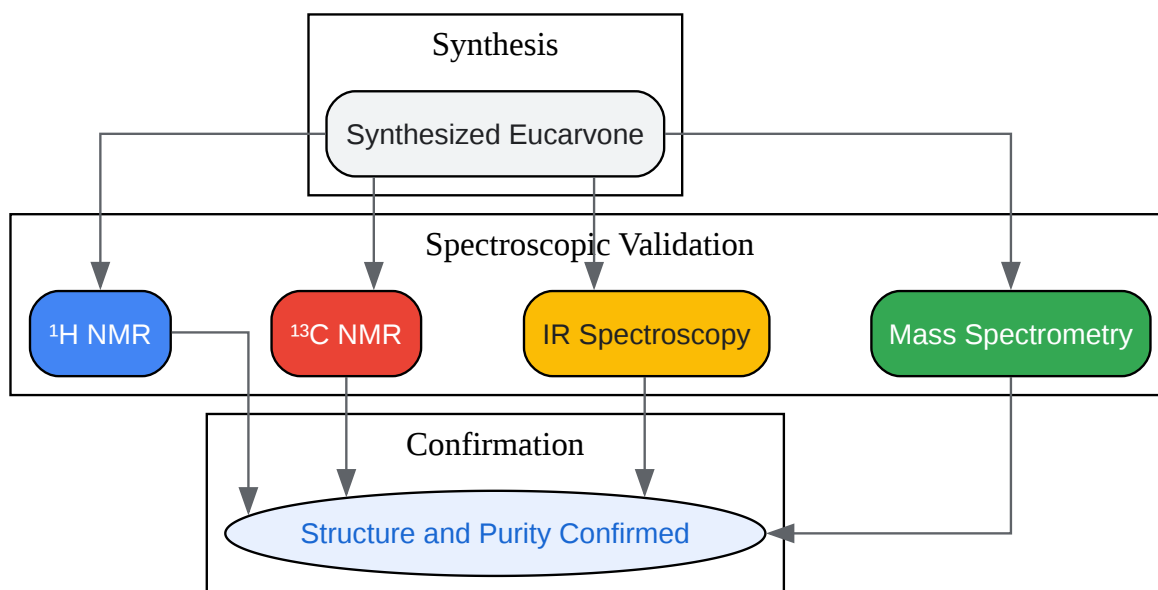 Synthesis
Synthesized Eucarvone
Spectroscopic Validation
¹H NMR
¹³C NMR
IR Spectroscopy
Mass Spectrometry
Confirmation
Structure and Purity Confirmed